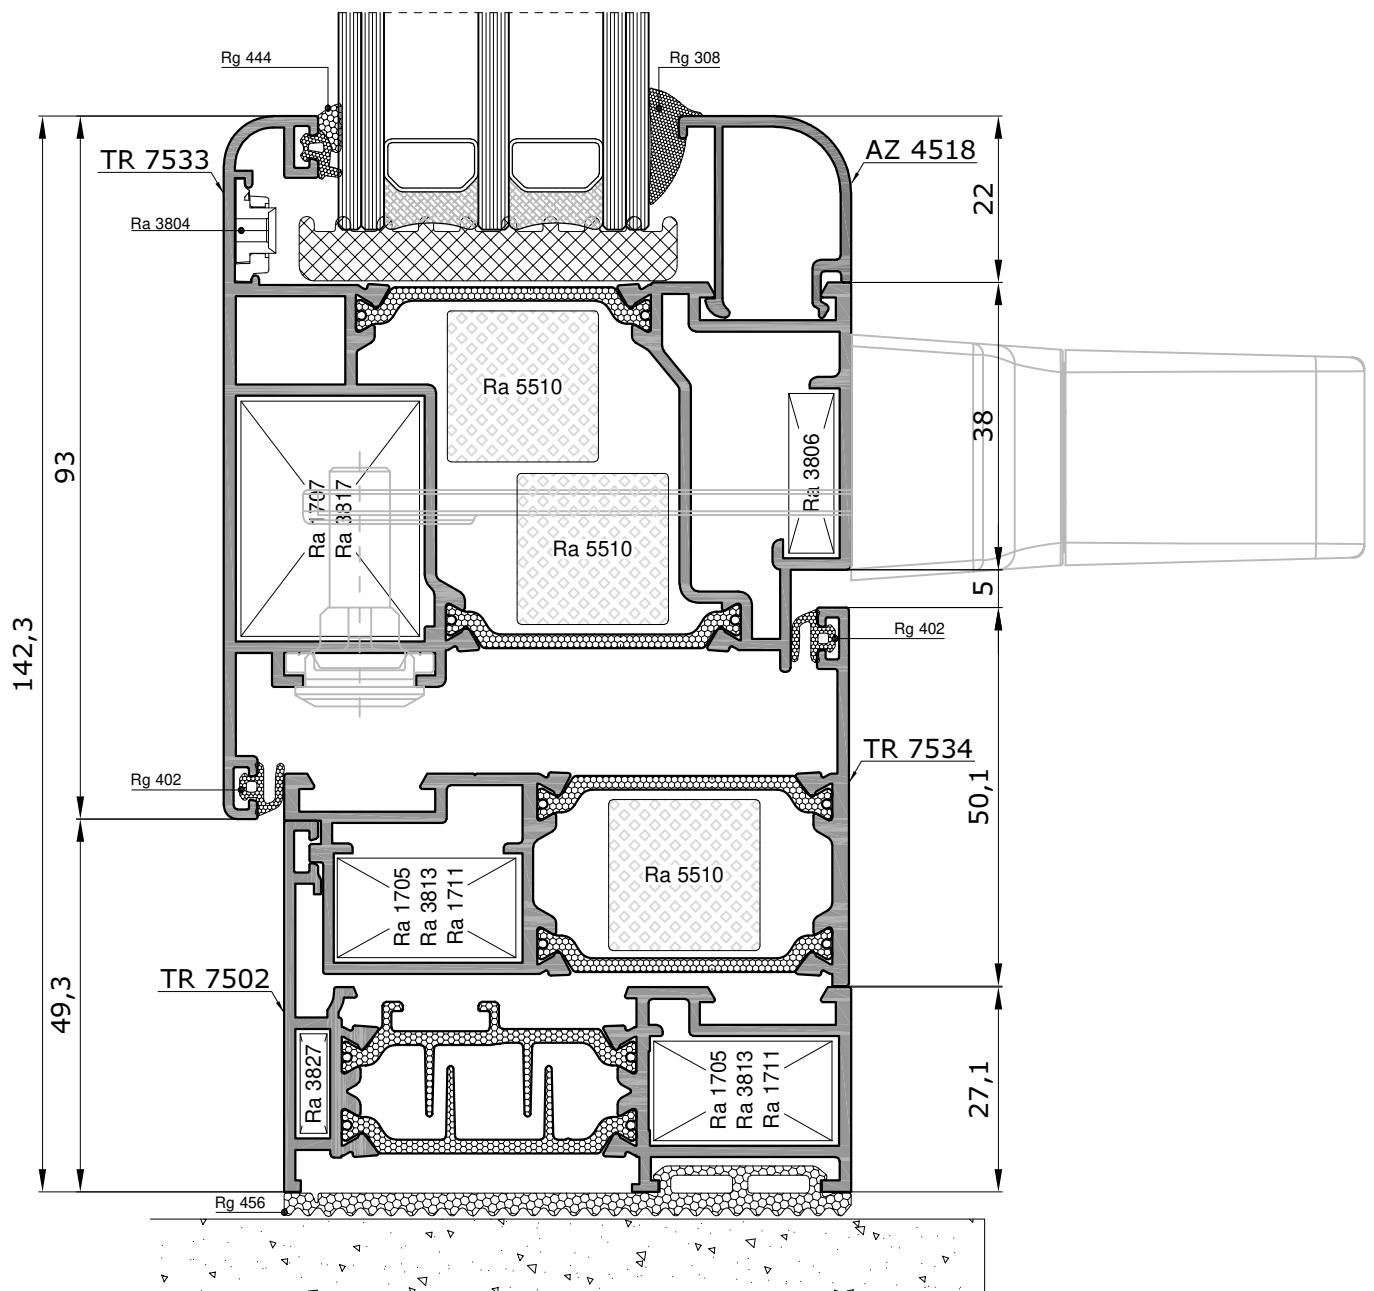 Rg 444
Rg 308
TR 7533
AZ 4518
Ra 3804
22
Ra 5510
38
93
Ra 1707
Ra 3817
Ra 3806
Ra 5510
5
Rg 402
142,3
TR 7534
Rg 402
50,1
Ra 5510
Ra 1705
Ra 3813
Ra 1711
TR 7502
49,3
Ra 3827
Ra 1705
Ra 3813
Ra 1711
27,1
Rg 456